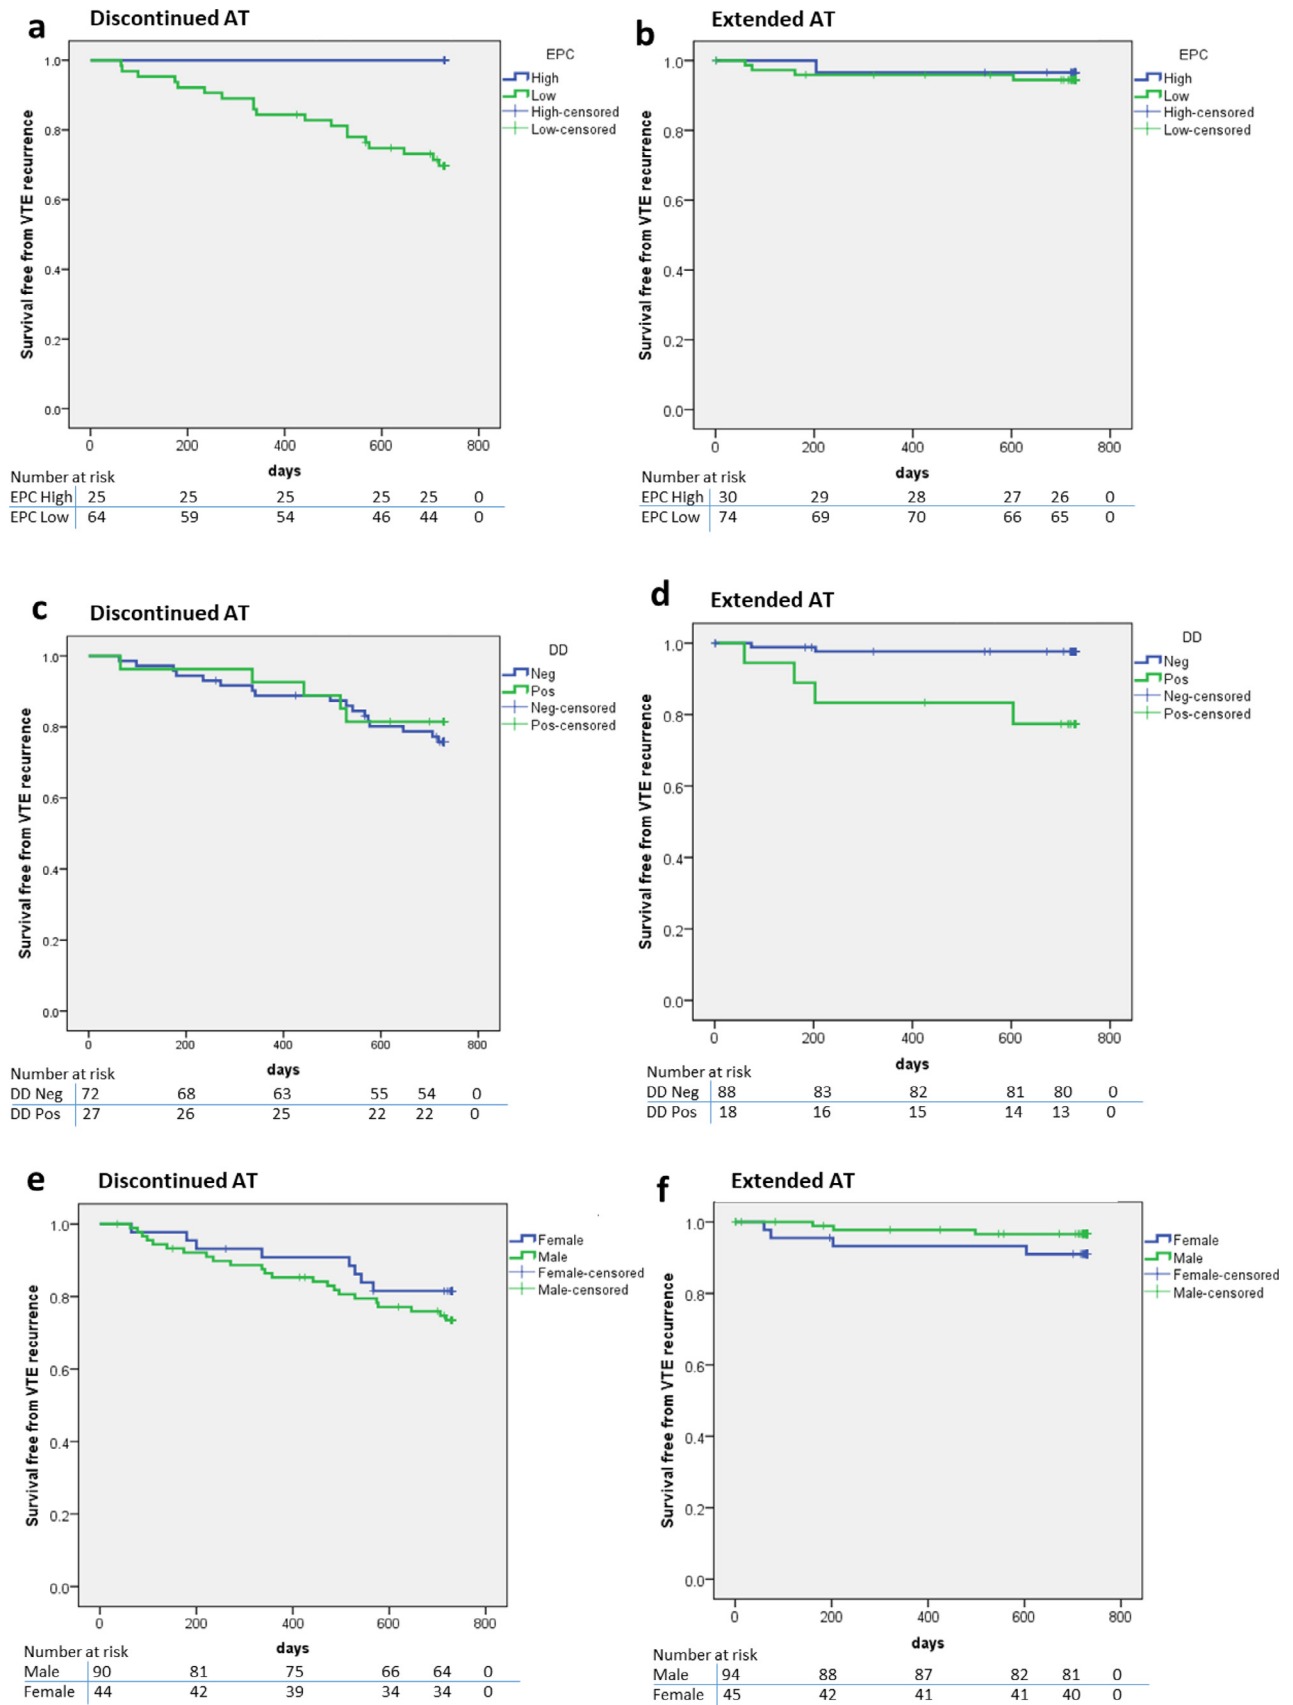 a Discontinued AT
Survival free from VTE recurrence
1.0
0.8
0.6
0.4
0.2
0.0
0 200 400 600 800
days
EPC
High
Low
High-censored
Low-censored
Number at risk
EPC High 25 25 25 25 25 0
EPC Low 64 59 54 46 44 0
b Extended AT
Survival free from VTE recurrence
1.0
0.8
0.6
0.4
0.2
0.0
0 200 400 600 800
days
EPC
High
Low
High-censored
Low-censored
Number at risk
EPC High 30 29 28 27 26 0
EPC Low 74 69 70 66 65 0
c Discontinued AT
Survival free from VTE recurrence
1.0
0.8
0.6
0.4
0.2
0.0
0 200 400 600 800
days
DD
Neg
Pos
Neg-censored
Pos-censored
Number at risk
DD Neg 72 68 63 55 54 0
DD Pos 27 26 25 22 22 0
d Extended AT
Survival free from VTE recurrence
1.0
0.8
0.6
0.4
0.2
0.0
0 200 400 600 800
days
DD
Neg
Pos
Neg-censored
Pos-censored
Number at risk
DD Neg 88 83 82 81 80 0
DD Pos 18 16 15 14 13 0
e Discontinued AT
Survival free from VTE recurrence
1.0
0.8
0.6
0.4
0.2
0.0
0 200 400 600 800
days
Female
Male
Female-censored
Male-censored
Number at risk
Male 90 81 75 66 64 0
Female 44 42 39 34 34 0
f Extended AT
Survival free from VTE recurrence
1.0
0.8
0.6
0.4
0.2
0.0
0 200 400 600 800
days
Female
Male
Female-censored
Male-censored
Number at risk
Male 94 88 87 82 81 0
Female 45 42 41 41 40 0